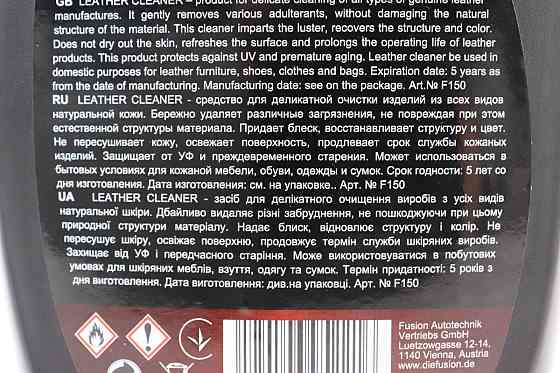 GB LEATHER CLEANER – product for delicate cleaning of all types of genuine leather
manufactures. It gently removes various adulterants, without damaging the natural
structure of the material. This cleaner imparts the luster, recovers the structure and color.
Does not dry out the skin, refreshes the surface and prolongs the operating life of leather
products. This product protects against UV and premature aging. Leather cleaner be used in
domestic purposes for leather furniture, shoes, clothes and bags. Expiration date: 5 years as
from the date of manufacturing. Manufacturing date: see on the package. Art.№ F150
RU LEATHER CLEANER - средство для деликатной очистки изделий из всех видов
натуральной кожи. Бережно удаляет различные загрязнения, не повреждая при этом
естественной структуры материала. Придает блеск, восстанавливает структуру и цвет.
Не пересушивает кожу, освежает поверхность, продлевает срок службы кожаных
изделий. Защищает от УФ и преждевременного старения. Может использоваться в
бытовых условиях для кожаной мебели, обуви, одежды и сумок. Срок годности: 5 лет со
дня изготовления. Дата изготовления: см. на упаковке.. Арт. № F150
UA LEATHER CLEANER - засіб для делікатного очищення виробів з усіх видів
натуральної шкіри. Дбайливо видаляє різні забруднення, не пошкоджуючи при цьому
природної структури матеріалу. Надає блиск, відновлює структуру і колір. Не
пересушує шкіру, освіжає поверхню, продовжує термін служби шкіряних виробів.
Захищає від УФ і передчасного старіння. Може використовуватися в побутових
умовах для шкіряних меблів, взуття, одягу та сумок. Термін придатності: 5 років з
дня виготовлення. Дата виготовлення: див.на упаковці. Арт.№ F150
Fusion Autotechnik
Vertriebs GmbH
Luetzowgasse 12-14,
1140 Vienna, Austria
www.diefusion.de